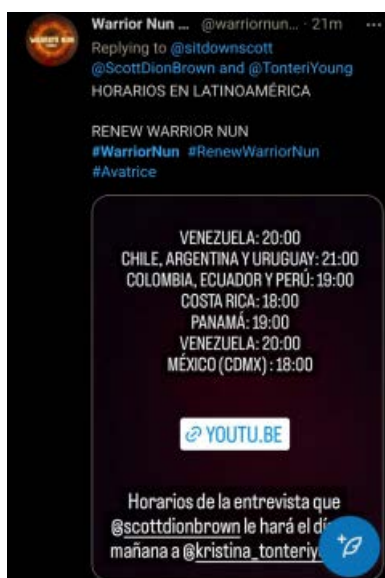 Warrior Nun ... @warriornun... · 21m ...
Replying to @sitdownscott
@ScottDionBrown and @TonteriYoung
HORARIOS EN LATINOAMÉRICA
RENEW WARRIOR NUN
#WarriorNun #RenewWarriorNun
#Avatrice
VENEZUELA: 20:00
CHILE, ARGENTINA Y URUGUAY: 21:00
COLOMBIA, ECUADOR Y PERÚ: 19:00
COSTA RICA: 18:00
PANAMÁ: 19:00
VENEZUELA: 20:00
MÉXICO (CDMX) : 18:00
YOUTU.BE
Horarios de la entrevista que
@scottdionbrown le hará el
mañana a @kristina_tonteriy